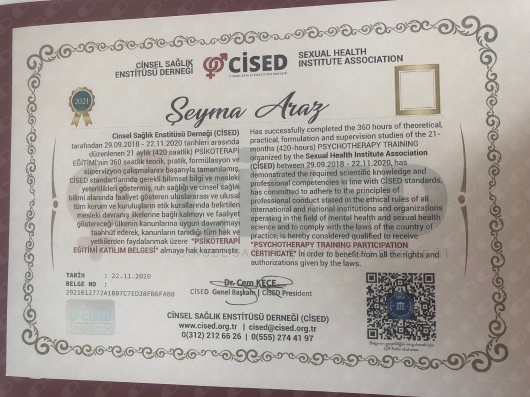 CİNSEL SAĞLIK
ENSTİTÜSÜ DERNEĞİ
CİSED
CİNSEL SAĞLIK ENSTİTÜSÜ DERNEĞİ
SEXUAL HEALTH
INSTITUTE ASSOCIATION
2021
Seyma Araz
Cinsel Sağlık Enstitüsü Derneği (CİSED)
tarafından 29.09.2018 - 22.11.2020 tarihleri arasında
düzenlenen 21 aylık (420 saatlik) PSİKOTERAPİ
EĞİTİMİ'nin 360 saatlik teorik, pratik, formülasyon ve
süpervizyon çalışmalarını başarıyla tamamlamış,
CİSED standartlarında gerekli bilimsel bilgi ve mesleki
yeterlilikleri göstermiş, ruh sağlığı ve cinsel sağlık
bilimi alanında faaliyet gösteren uluslararası ve ulusal
tüm kurum ve kuruluşların etik kurallarında belirtilen
mesleki davranış ilkelerine bağlı kalmayı ve faaliyet
göstereceği ülkenin kanunlarına uygun davranmayı
taahhüt ederek, kanunların tanıdığı tüm hak ve
yetkilerden faydalanmak üzere "PSİKOTERAPİ
EĞİTİMİ KATILIM BELGESİ" almaya hak kazanmıştır.
Has successfully completed the 360 hours of theoretical,
practical, formulation and supervision studies of the 21-
months (420-hours) PSYCHOTHERAPY TRAINING
organized by the Sexual Health Institute Association
(CİSED) between 29.09.2018 - 22.11.2020, has
demonstrated the required scientific knowledge and
professional competencies in line with CİSED standards,
has committed to adhere to the principles of
professional conduct stated in the ethical rules of all
international and national institutions and organizations
operating in the field of mental health and sexual health
science and to comply with the laws of the country of
practice, is hereby considered qualified to receive
"PSYCHOTHERAPY TRAINING PARTICIPATION
CERTIFICATE" in order to benefit from all the rights and
authorizations given by the laws.
TARİH : 22.11.2020
BELGE NO :
Dr. Cem KEÇE
CİSED Genel Başkanı | CİSED President
CİNSEL SAĞLIK ENSTİTÜSÜ DERNEĞİ (CİSED)
www.cised.org.tr | cised@cised.org.tr
0(312) 212 66 26 | 0(555) 274 41 97